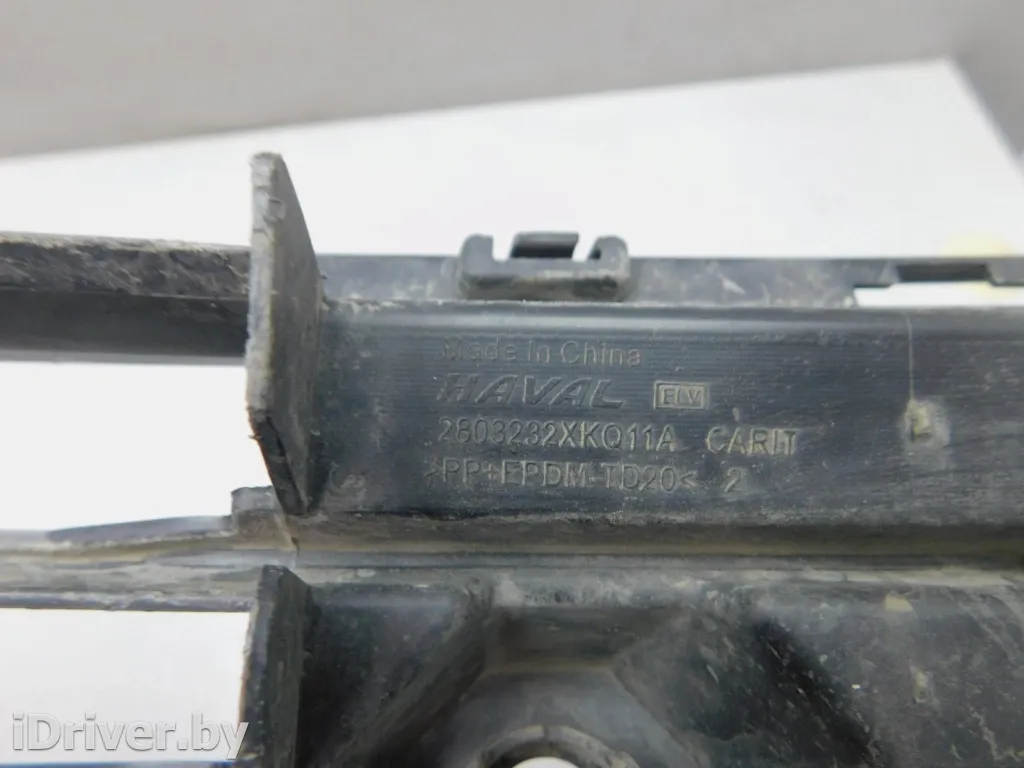 Made in China
HAVAL ELV
2803232XKQ11A CARIT
>PP+EPDM-TD20< 2
iDriver.by